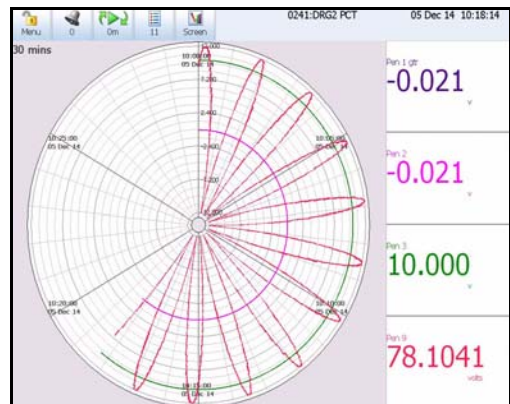 0241:DRG2 PCT 05 Dec 14 10:18:14
Menu 0 0m 11 Screen
30 mins
10:00:00
05 Dec 14
10:25:00
05 Dec 14
10:05:00
05 Dec 14
10:20:00
05 Dec 14
10:10:00
05 Dec 14
10:15:00
05 Dec 14
Pen 1 gtr
-0.021
v
Pen 2
-0.021
v
Pen 3
10.000
v
Pen 9
78.1041
volts